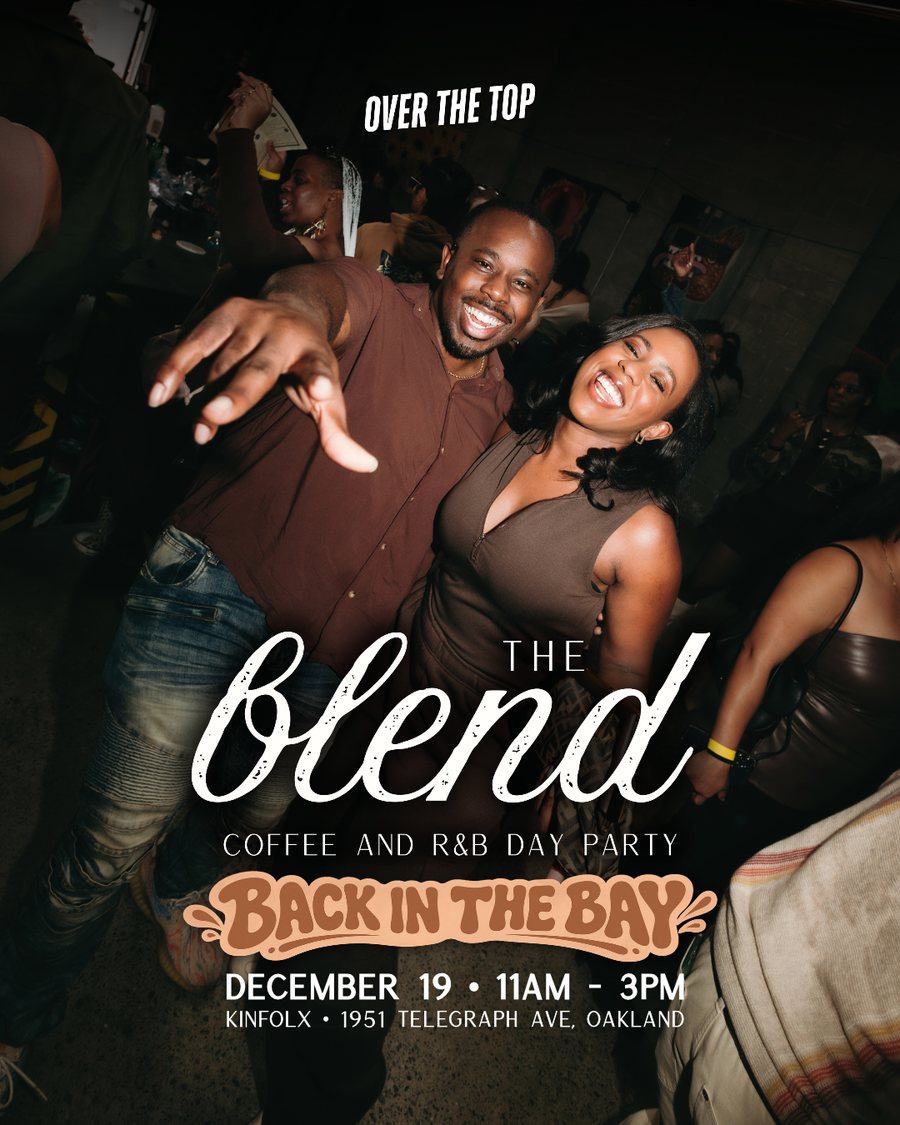 OVER THE TOP
THE
blend
COFFEE AND R&B DAY PARTY
BACK IN THE BAY
DECEMBER 19 • 11AM - 3PM
KINFOLX • 1951 TELEGRAPH AVE, OAKLAND